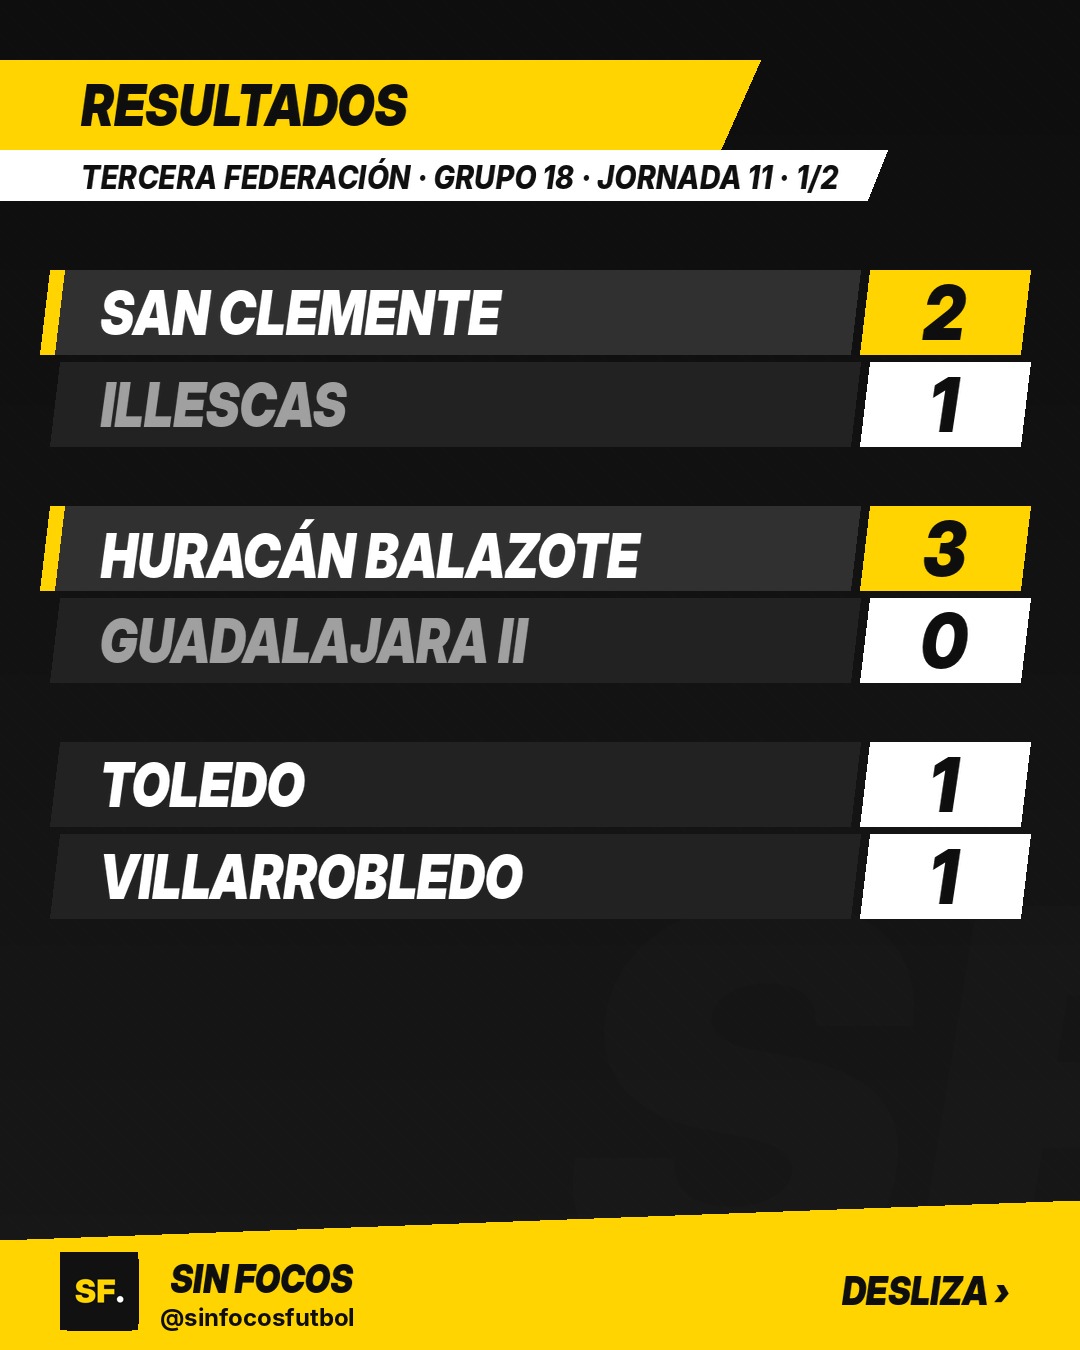 RESULTADOS
TERCERA FEDERACIÓN · GRUPO 18 · JORNADA 11 · 1/2
SAN CLEMENTE 2
ILLESCAS 1
HURACÁN BALAZOTE 3
GUADALAJARA II 0
TOLEDO 1
VILLARROBLEDO 1
SF
SF. SIN FOCOS
@sinfocosfutbol
DESLIZA ›